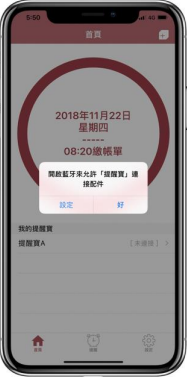 5:50
4G
首頁
2018年11月22日
星期四
-----
08:20繳帳單
開啟藍牙來允許「提醒寶」連
接配件
設定
好
我的提醒寶
提醒寶A
[未連線]
首頁
提醒
設定